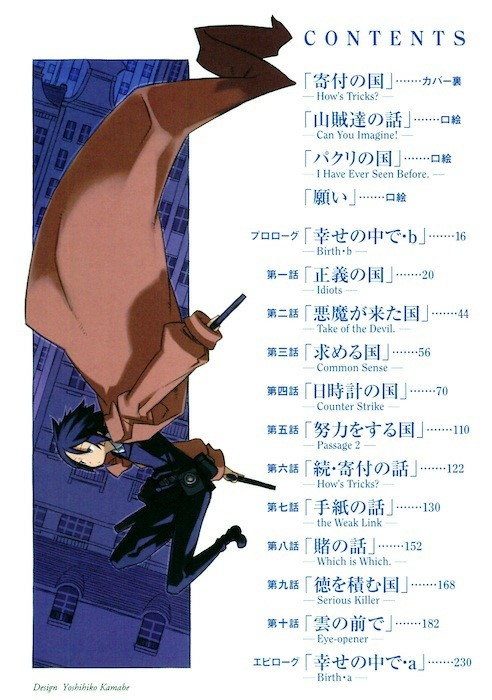 CONTENTS
「寄付の国」……カバー裏
— How's Tricks? —
「山賊達の話」……口絵
— Can You Imagine! —
「パクリの国」……口絵
— I Have Ever Seen Before. —
「願い」……口絵
プロローグ「幸せの中で・b」……16
— Birth・b —
第一話「正義の国」……20
— Idiots —
第二話「悪魔が来た国」……44
— Take of the Devil. —
第三話「求める国」……56
— Common Sense —
第四話「日時計の国」……70
— Counter Strike —
第五話「努力をする国」……110
— Passage 2 —
第六話「続・寄付の話」……122
— How's Tricks? —
第七話「手紙の話」……130
— the Weak Link —
第八話「賭の話」……152
— Which is Which. —
第九話「徳を積む国」……168
— Serious Killer —
第十話「雲の前で」……182
— Eye-opener —
エピローグ「幸せの中で・a」……230
— Birth・a —
Design Yoshihiko Kamabe